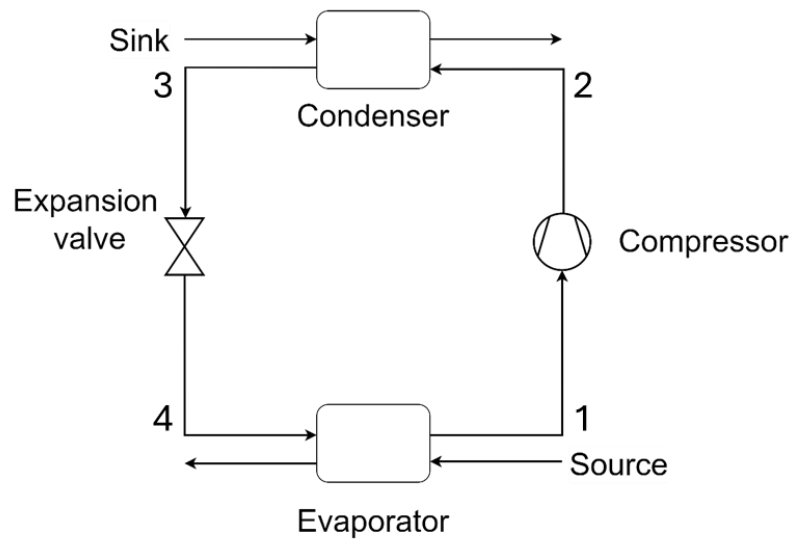 Sink
3
2
Condenser
Expansion
valve
Compressor
4
1
Source
Evaporator